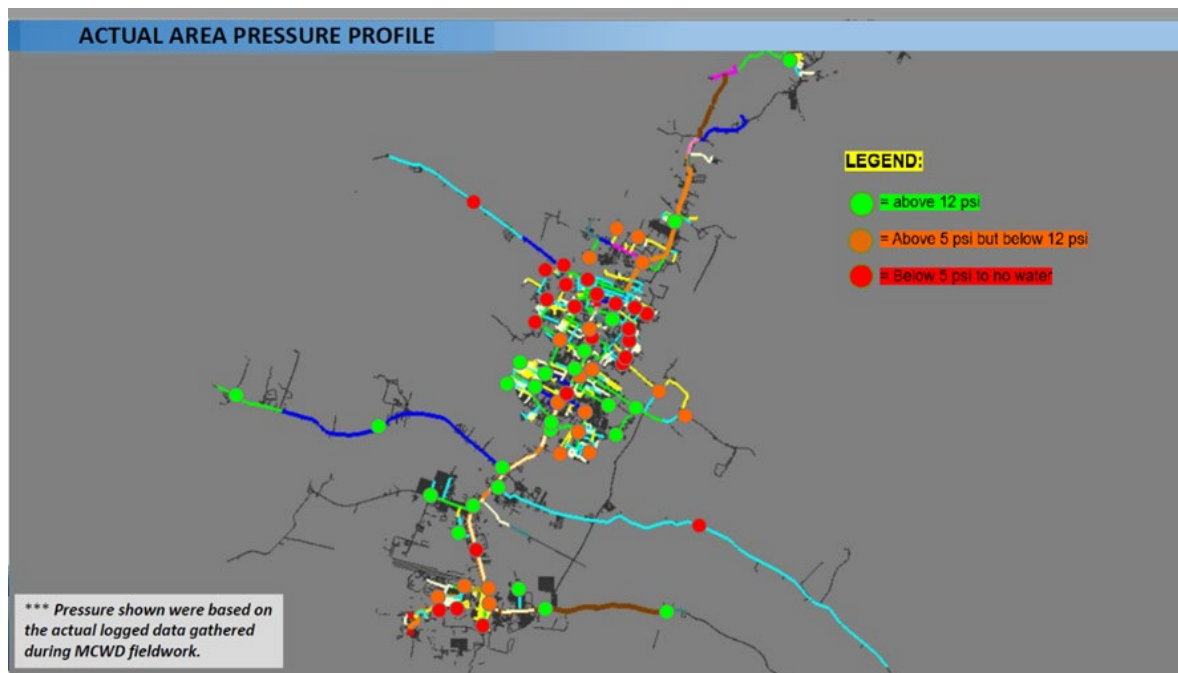 ACTUAL AREA PRESSURE PROFILE
LEGEND:
= above 12 psi
= Above 5 psi but below 12 psi
= Below 5 psi to no water
*** Pressure shown were based on
the actual logged data gathered
during MCWD fieldwork.